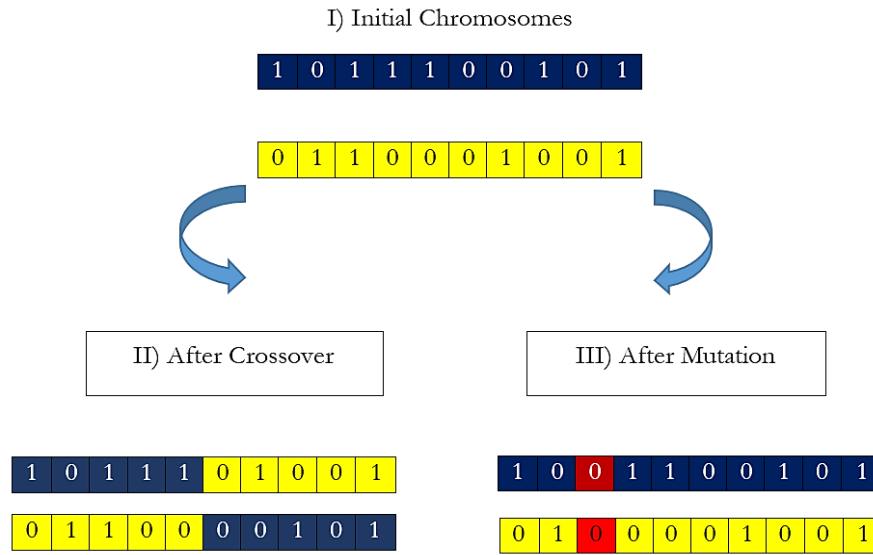 I) Initial Chromosomes
1 0 1 1 1 0 0 1 0 1
0 1 1 0 0 0 1 0 0 1
II) After Crossover
III) After Mutation
1 0 1 1 1 0 1 0 0 1
1 0 0 1 1 0 0 1 0 1
0 1 1 0 0 0 0 1 0 1
0 1 0 0 0 0 1 0 0 1